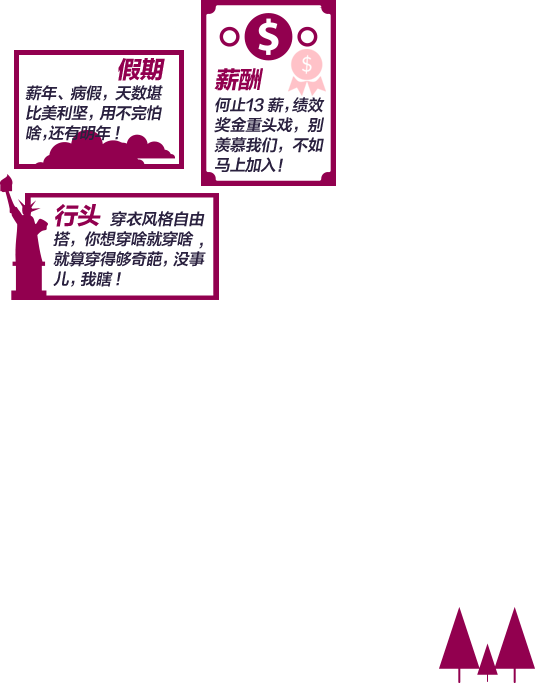 假期
薪年、病假，天数堪
比美利坚，用不完怕
啥，还有明年！
$
$
薪酬
何止13 薪，绩效
奖金重头戏，别
羡慕我们，不如
马上加入！
行头 穿衣风格自由
搭，你想穿啥就穿啥，
就算穿得够奇葩，没事
儿，我瞎！